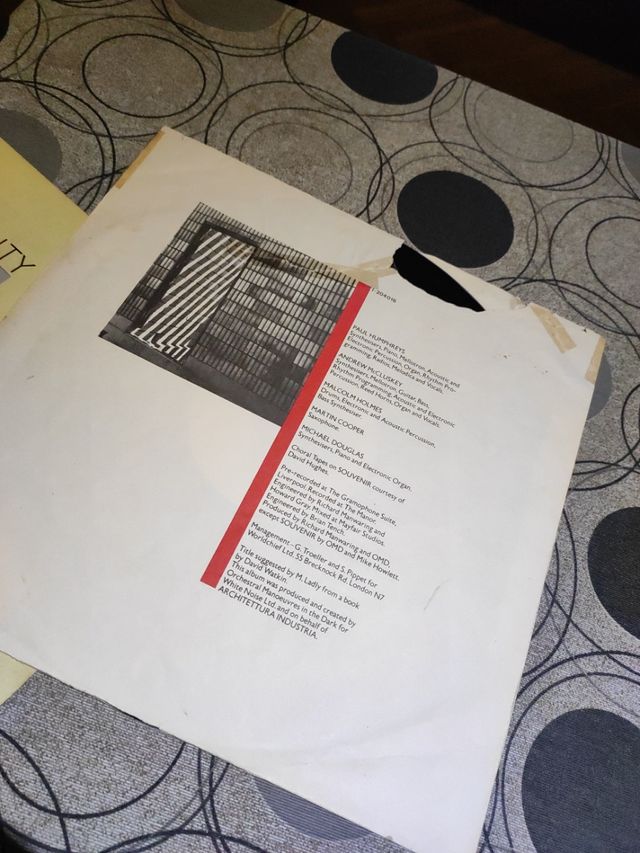 LTY
204016
PAUL HUMPHREYS.
Synthesisers, Piano, Mellotron, Acoustic and
Electronic Percussion, Organ, Rhythm Pro-
gramming, Radios, Melodica and Vocals.
ANDREW McCLUSKEY
Synthesisers, Mellotron, Guitar, Bass,
Rhythm Programming, Acoustic and Electronic
Percussion, Reed Horns, Organ and Vocals.
MALCOLM HOLMES
Drums, Electronic and Acoustic Percussion,
Bass Synthesiser.
MARTIN COOPER
Saxophone.
MICHAEL DOUGLAS
Synthesisers, Piano and Electronic Organ.
Choral Tapes on SOUVENIR courtesy of
David Hughes.
Pre-recorded at The Gramophone Suite,
Liverpool. Recorded at The Manor.
Engineered by Richard Manwaring and
Howard Gray. Mixed at Mayfair Studios.
Engineered by Brian Tench.
Produced by Richard Manwaring and OMD,
except SOUVENIR by OMD and Mike Howlett.
Management:- G. Troeller and S. Pippet for
Worldchief Ltd. 55 Brecknock Rd. London N7
Title suggested by M. Ladly from a book
by David Watkin.
This album was produced and created by
Orchestral Manoeuvres in the Dark for
White Noise Ltd. and on behalf of
ARCHITETTURA INDUSTRIA.